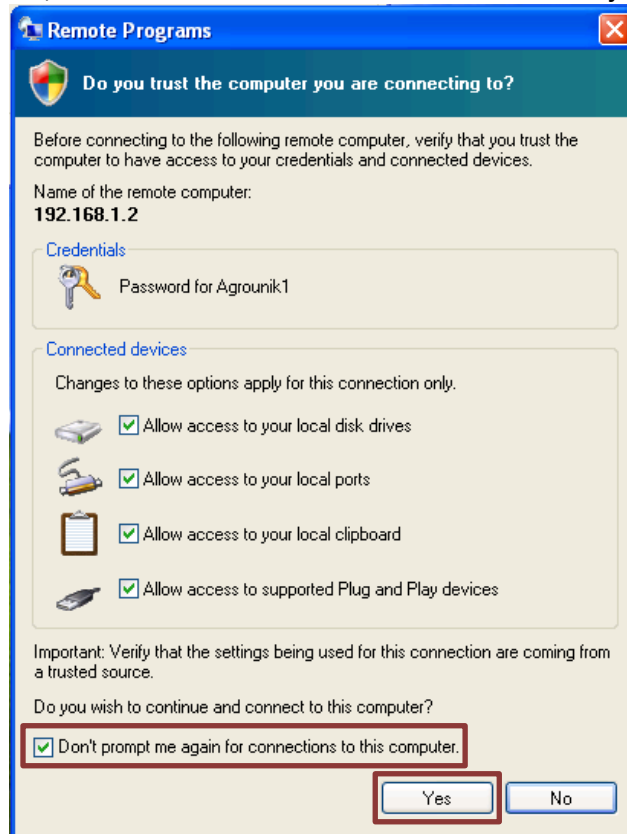 Remote Programs
Do you trust the computer you are connecting to?
Before connecting to the following remote computer, verify that you trust the
computer to have access to your credentials and connected devices.
Name of the remote computer:
192.168.1.2
Credentials
Password for Agrounik1
Connected devices
Changes to these options apply for this connection only.
Allow access to your local disk drives
Allow access to your local ports
Allow access to your local clipboard
Allow access to supported Plug and Play devices
Important: Verify that the settings being used for this connection are coming from
a trusted source.
Do you wish to continue and connect to this computer?
Don't prompt me again for connections to this computer.
Yes No